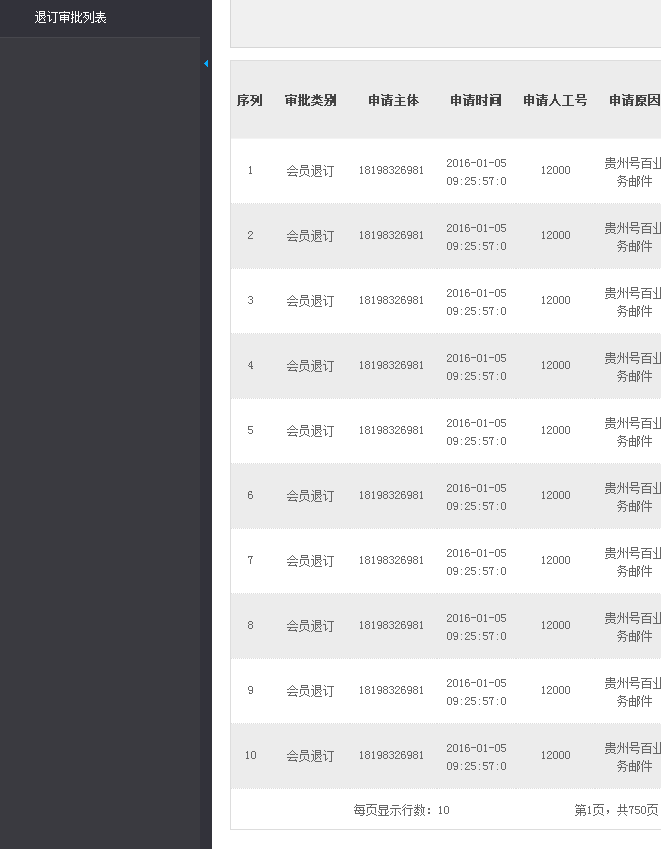 退订审批列表
序列 审批类别 申请主体 申请时间 申请人工号 申请原因
1 会员退订 18198326981 2016-01-05 12000 贵州号百业
09:25:57:0 务邮件
2 会员退订 18198326981 2016-01-05 12000 贵州号百业
09:25:57:0 务邮件
3 会员退订 18198326981 2016-01-05 12000 贵州号百业
09:25:57:0 务邮件
4 会员退订 18198326981 2016-01-05 12000 贵州号百业
09:25:57:0 务邮件
5 会员退订 18198326981 2016-01-05 12000 贵州号百业
09:25:57:0 务邮件
6 会员退订 18198326981 2016-01-05 12000 贵州号百业
09:25:57:0 务邮件
7 会员退订 18198326981 2016-01-05 12000 贵州号百业
09:25:57:0 务邮件
8 会员退订 18198326981 2016-01-05 12000 贵州号百业
09:25:57:0 务邮件
9 会员退订 18198326981 2016-01-05 12000 贵州号百业
09:25:57:0 务邮件
10 会员退订 18198326981 2016-01-05 12000 贵州号百业
09:25:57:0 务邮件
每页显示行数: 10 第1页, 共750页